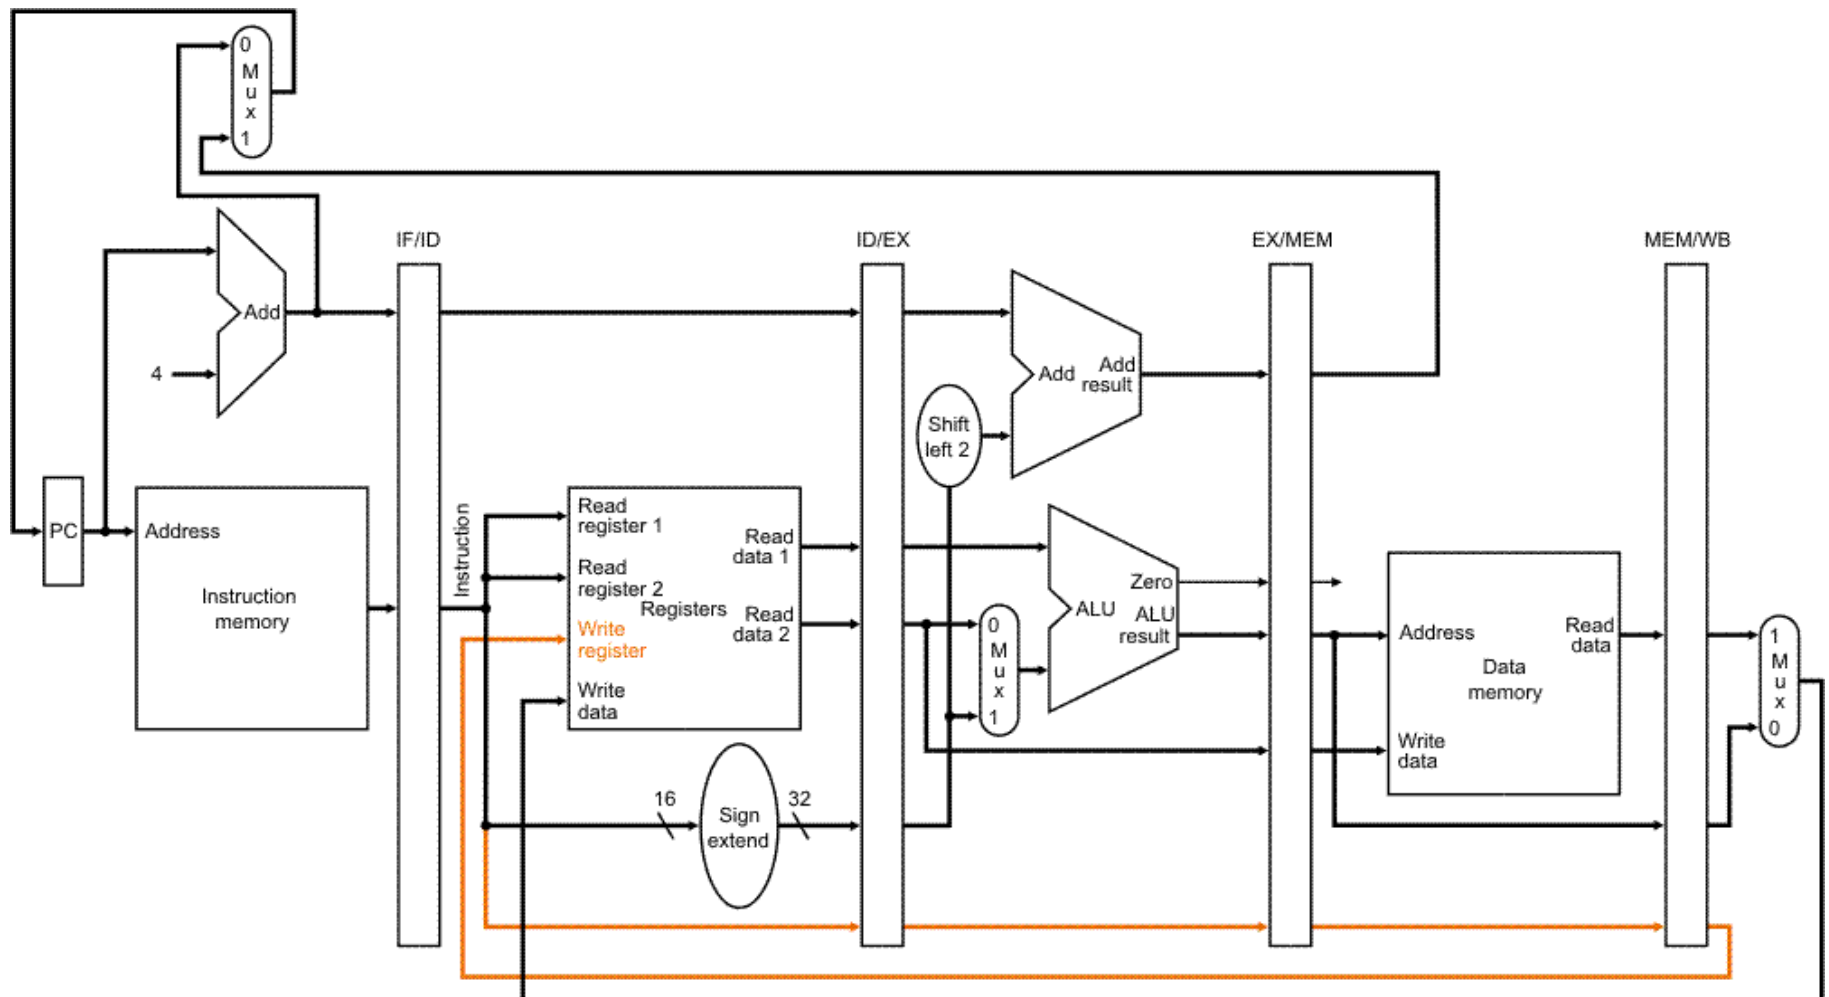 0
M
u
x
1
IF/ID
ID/EX
EX/MEM
MEM/WB
Add
4
Add
Add
result
Shift
left 2
PC
Address
Instruction
memory
Instruction
Read
register 1
Read
register 2
Write
register
Write
data
Registers
Read
data 1
Read
data 2
16
Sign
extend
32
0
M
u
x
1
Zero
ALU
ALU
result
Address
Read
data
Data
memory
Write
data
1
M
u
x
0